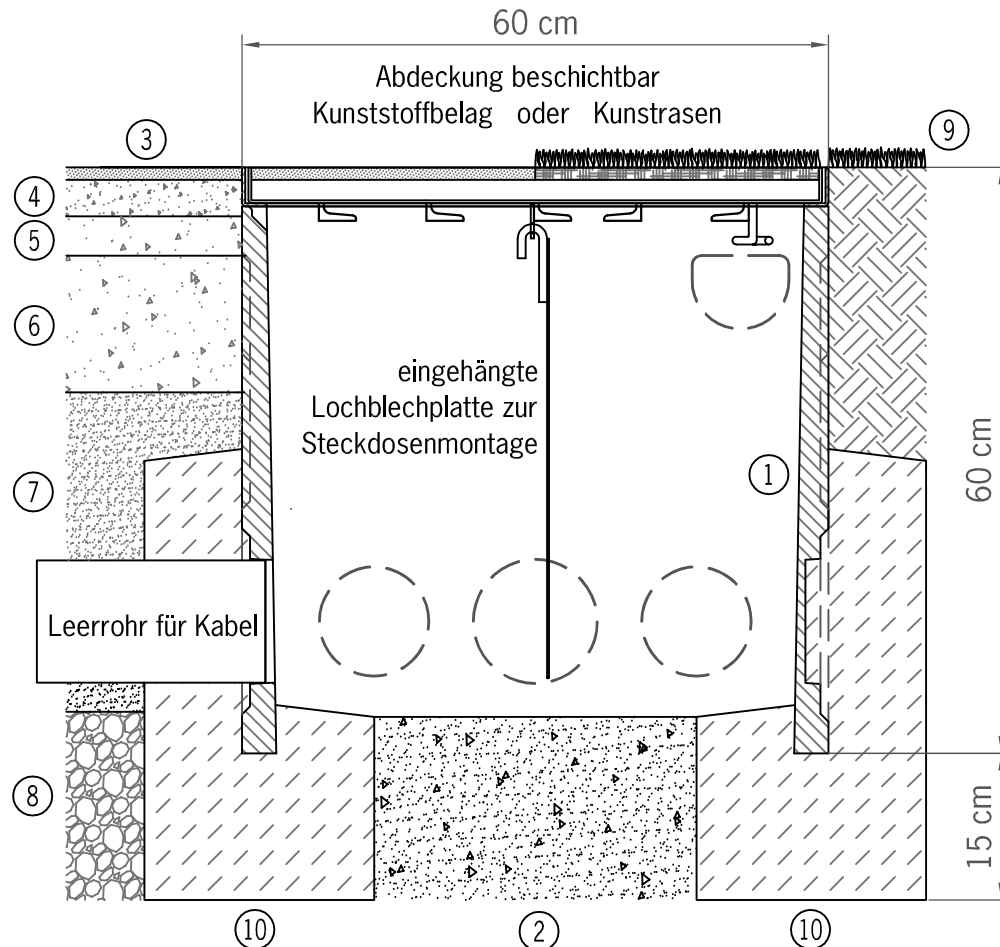 60 cm
Abdeckung beschichtbar
Kunststoffbelag oder Kunstrasen
3
9
4
5
6
eingehängte
Lochblechplatte zur
Steckdosenmontage
1
60 cm
7
Leerrohr für Kabel
8
15 cm
10
2
10